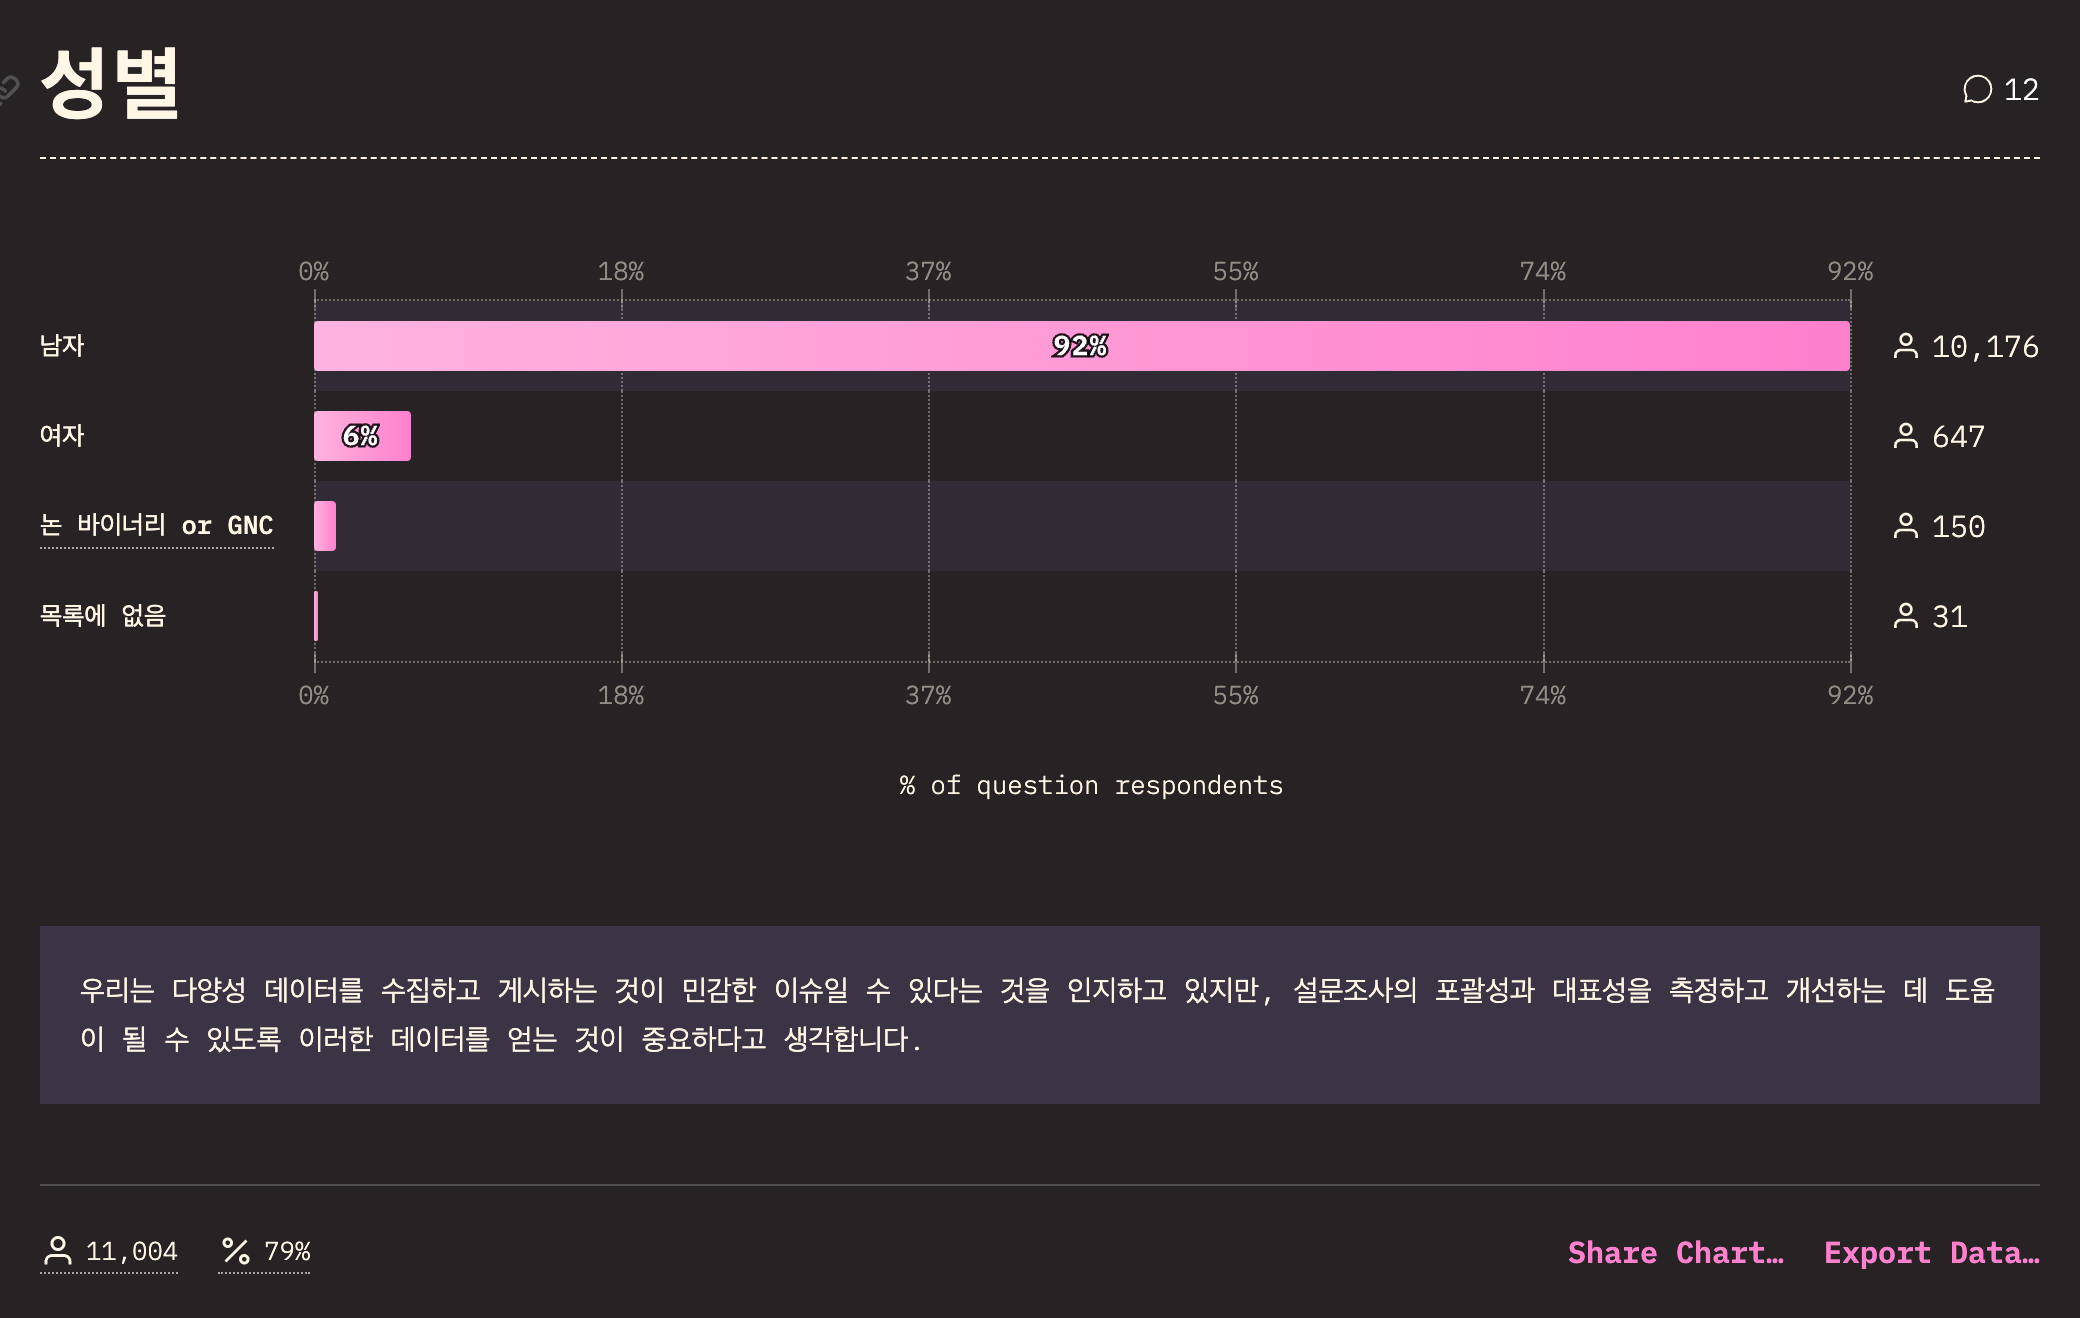 성별
12
0% 18% 37% 55% 74% 92%
남자 92% 10,176
여자 6% 647
논 바이너리 or GNC 150
목록에 없음 31
0% 18% 37% 55% 74% 92%
% of question respondents
우리는 다양성 데이터를 수집하고 게시하는 것이 민감한 이슈일 수 있다는 것을 인지하고 있지만, 설문조사의 포괄성과 대표성을 측정하고 개선하는 데 도움
이 될 수 있도록 이러한 데이터를 얻는 것이 중요하다고 생각합니다.
11,004 79% Share Chart… Export Data…